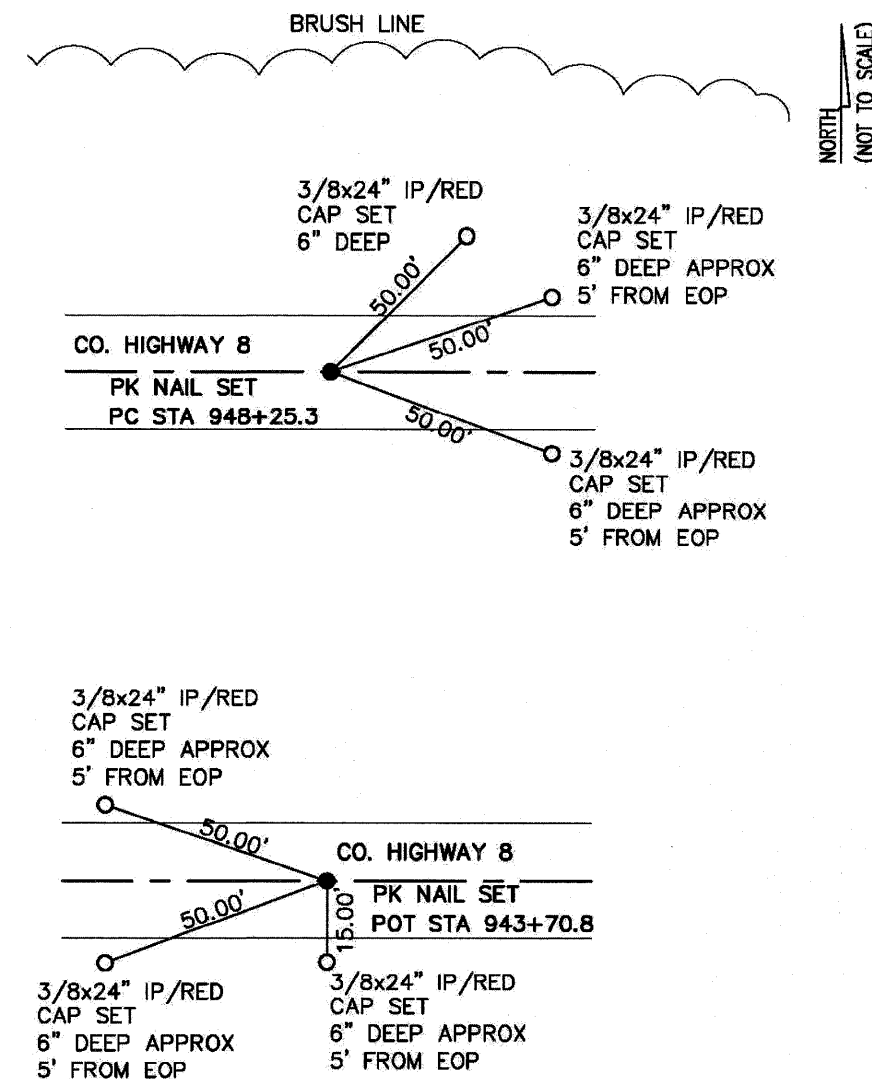 BRUSH LINE
NORTH
(NOT TO SCALE)
3/8x24" IP/RED
CAP SET
6" DEEP
3/8x24" IP/RED
CAP SET
6" DEEP APPROX
5' FROM EOP
50.00'
50.00'
50.00'
CO. HIGHWAY 8
PK NAIL SET
PC STA 948+25.3
3/8x24" IP/RED
CAP SET
6" DEEP APPROX
5' FROM EOP
3/8x24" IP/RED
CAP SET
6" DEEP APPROX
5' FROM EOP
50.00'
CO. HIGHWAY 8
50.00'
15.00'
PK NAIL SET
POT STA 943+70.8
3/8x24" IP/RED
CAP SET
6" DEEP APPROX
5' FROM EOP
3/8x24" IP/RED
CAP SET
6" DEEP APPROX
5' FROM EOP